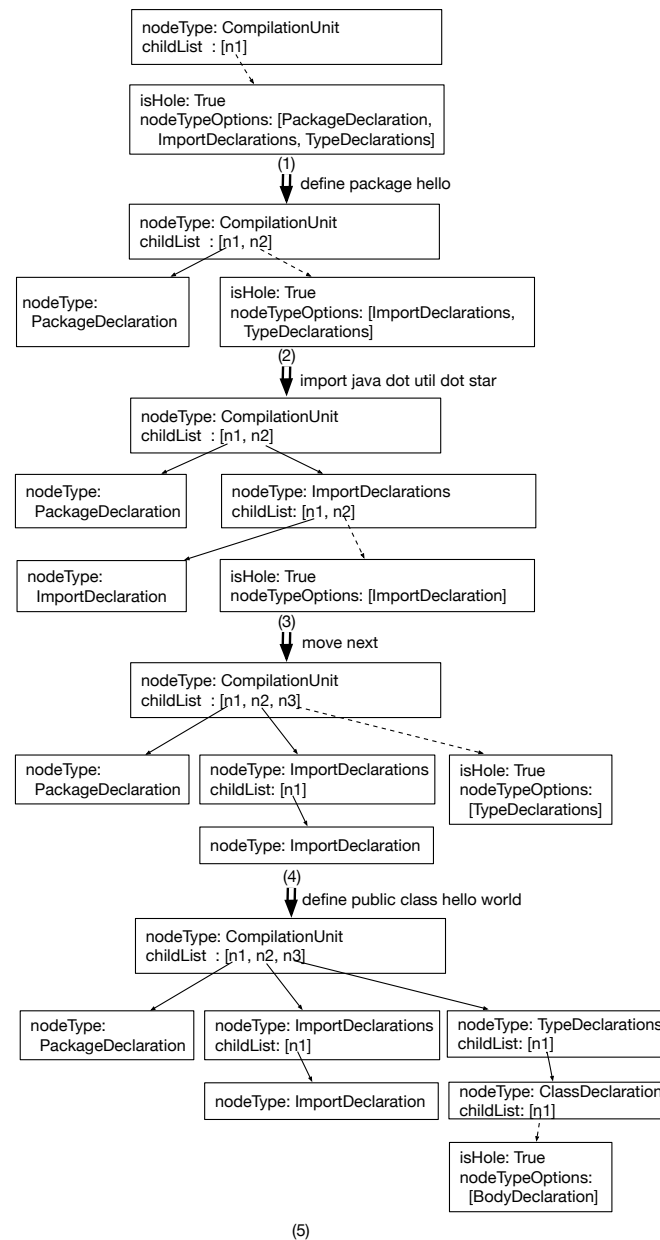 nodeType: CompilationUnit
childList : [n1]
isHole: True
nodeTypeOptions: [PackageDeclaration,
ImportDeclarations, TypeDeclarations]
(1)
define package hello
nodeType: CompilationUnit
childList : [n1, n2]
nodeType:
PackageDeclaration
isHole: True
nodeTypeOptions: [ImportDeclarations,
TypeDeclarations]
(2)
import java dot util dot star
nodeType: CompilationUnit
childList : [n1, n2]
nodeType:
PackageDeclaration
nodeType: ImportDeclarations
childList: [n1, n2]
nodeType:
ImportDeclaration
isHole: True
nodeTypeOptions: [ImportDeclaration]
(3)
move next
nodeType: CompilationUnit
childList : [n1, n2, n3]
nodeType:
PackageDeclaration
nodeType: ImportDeclarations
childList: [n1]
isHole: True
nodeTypeOptions:
[TypeDeclarations]
nodeType: ImportDeclaration
(4)
define public class hello world
nodeType: CompilationUnit
childList : [n1, n2, n3]
nodeType:
PackageDeclaration
nodeType: ImportDeclarations
childList: [n1]
nodeType: TypeDeclarations
childList: [n1]
nodeType: ImportDeclaration
nodeType: ClassDeclaration
childList: [n1]
isHole: True
nodeTypeOptions:
[BodyDeclaration]
(5)